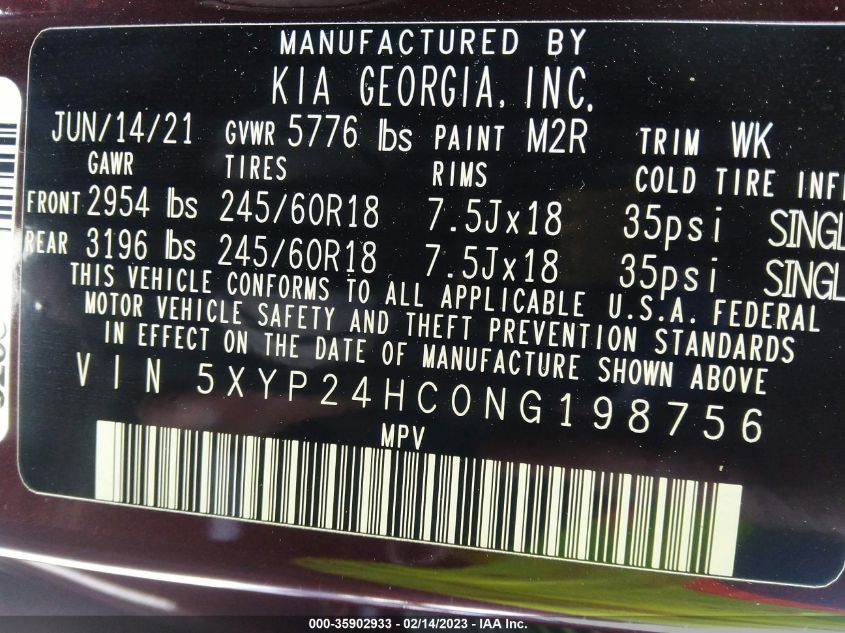 MANUFACTURED BY
KIA GEORGIA, INC.
JUN/14/21 GVWR 5776 lbs PAINT M2R TRIM WK
GAWR TIRES RIMS COLD TIRE INFL
FRONT 2954 lbs 245/60R18 7.5Jx18 35psi SINGL
REAR 3196 lbs 245/60R18 7.5Jx18 35psi SINGL
THIS VEHICLE CONFORMS TO ALL APPLICABLE U.S.A. FEDERAL
MOTOR VEHICLE SAFETY AND THEFT PREVENTION STANDARDS
IN EFFECT ON THE DATE OF MANUFACTURE SHOWN ABOVE
VIN 5XYP24HC0NG198756
MPV
000-35902933 - 02/14/2023 - IAA Inc.